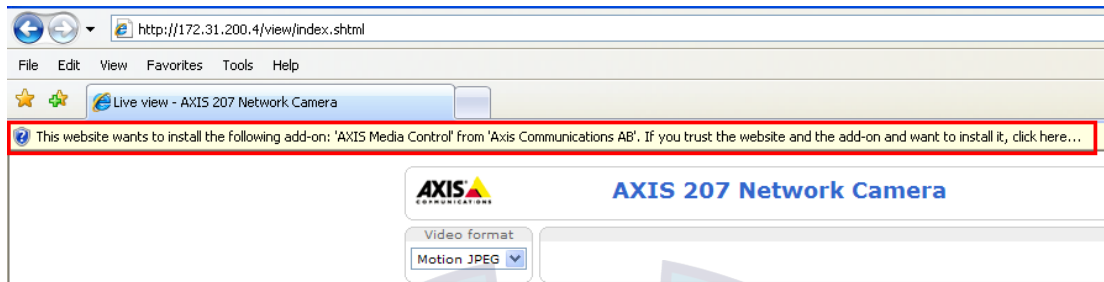 http://172.31.200.4/view/index.shtml
File Edit View Favorites Tools Help
Live view - AXIS 207 Network Camera
This website wants to install the following add-on: 'AXIS Media Control' from 'Axis Communications AB'. If you trust the website and the add-on and want to install it, click here...
AXIS
COMMUNICATIONS
AXIS 207 Network Camera
Video format
Motion JPEG